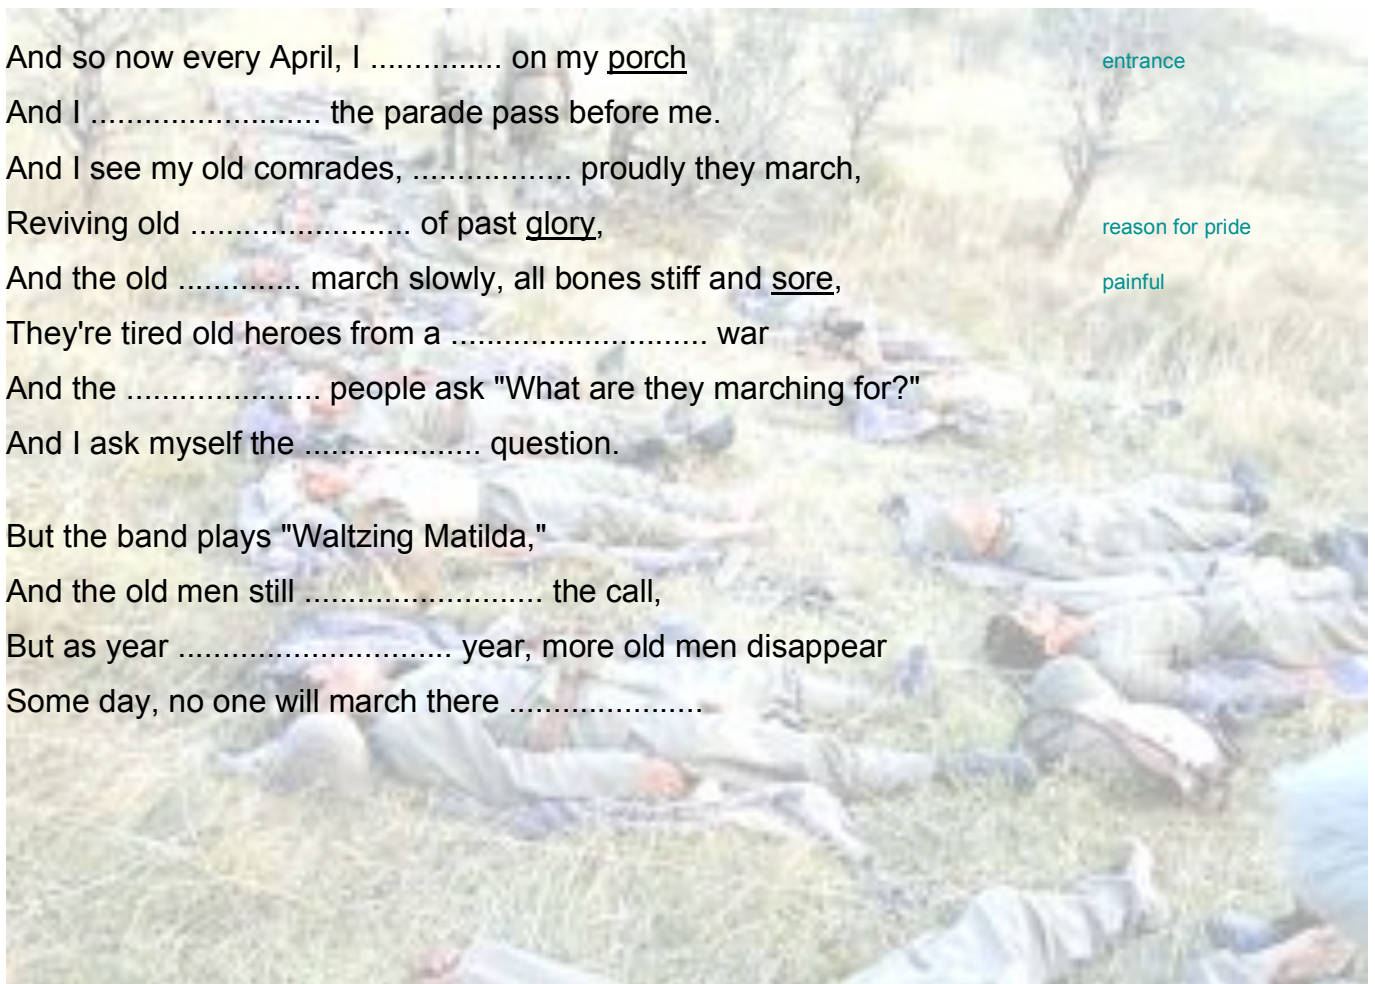 And so now every April, I ............... on my porch entrance
And I .......................... the parade pass before me.
And I see my old comrades, .................. proudly they march,
Reviving old ......................... of past glory, reason for pride
And the old .............. march slowly, all bones stiff and sore, painful
They're tired old heroes from a ............................. war
And the ...................... people ask "What are they marching for?"
And I ask myself the .................... question.
But the band plays "Waltzing Matilda,"
And the old men still ........................... the call,
But as year ............................... year, more old men disappear
Some day, no one will march there ......................